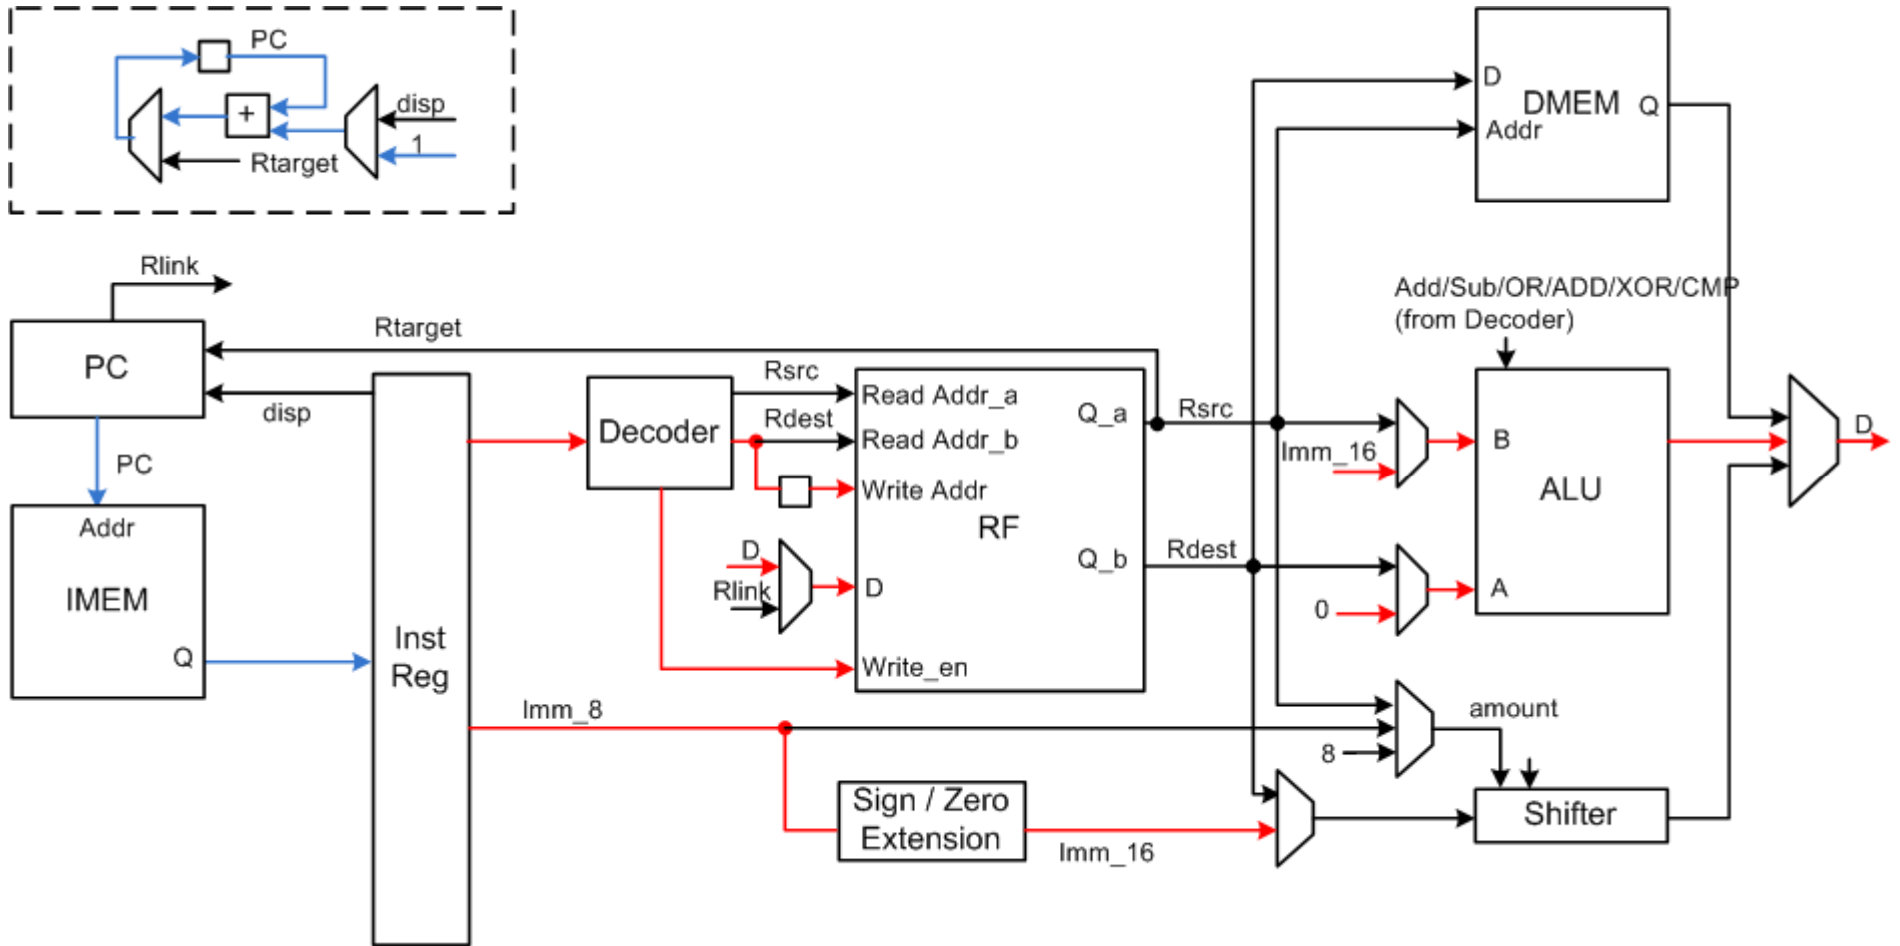 PC
disp
+
1
Rtarget
D
DMEM
Q
Addr
Rlink
Add/Sub/OR/ADD/XOR/CMP
(from Decoder)
Rtarget
PC
disp
Rsrc
Read Addr_a
Q_a
Rsrc
Decoder
Rdest
Read Addr_b
Imm_16
B
D
PC
Write Addr
ALU
Addr
RF
IMEM
D
Rlink
D
Q_b
Rdest
0
A
Q
Inst
Reg
Write_en
Imm_8
amount
8
Sign / Zero
Extension
Imm_16
Shifter